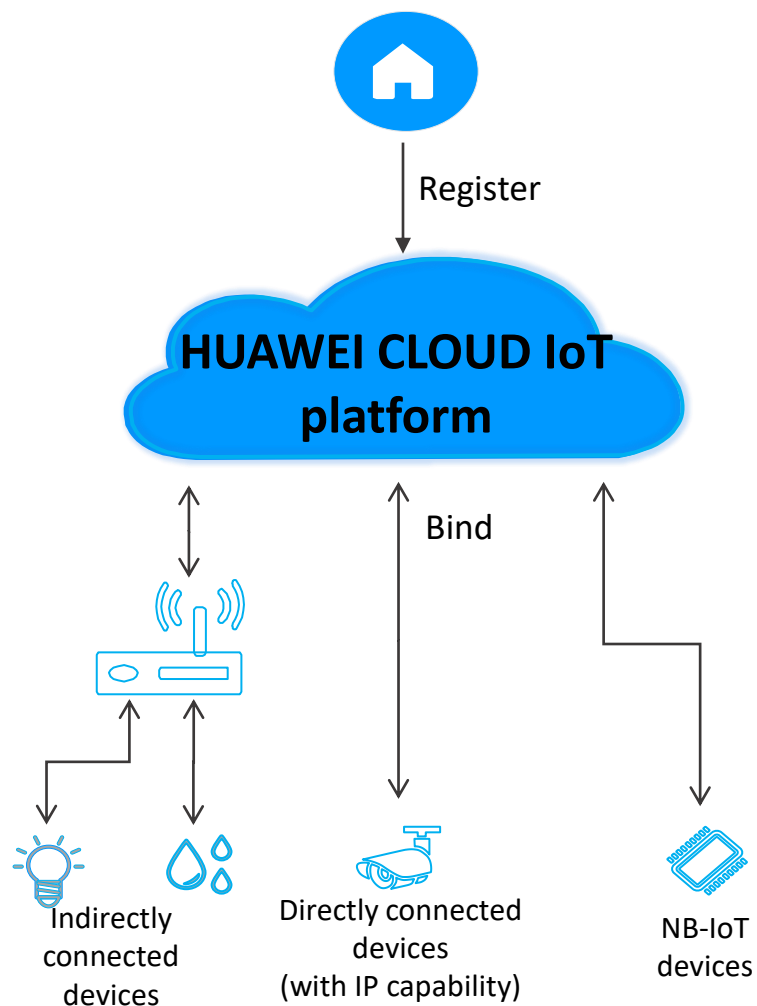 Register
HUAWEI CLOUD IoT
platform
Bind
Indirectly
connected
devices
Directly connected
devices
(with IP capability)
NB-IoT
devices